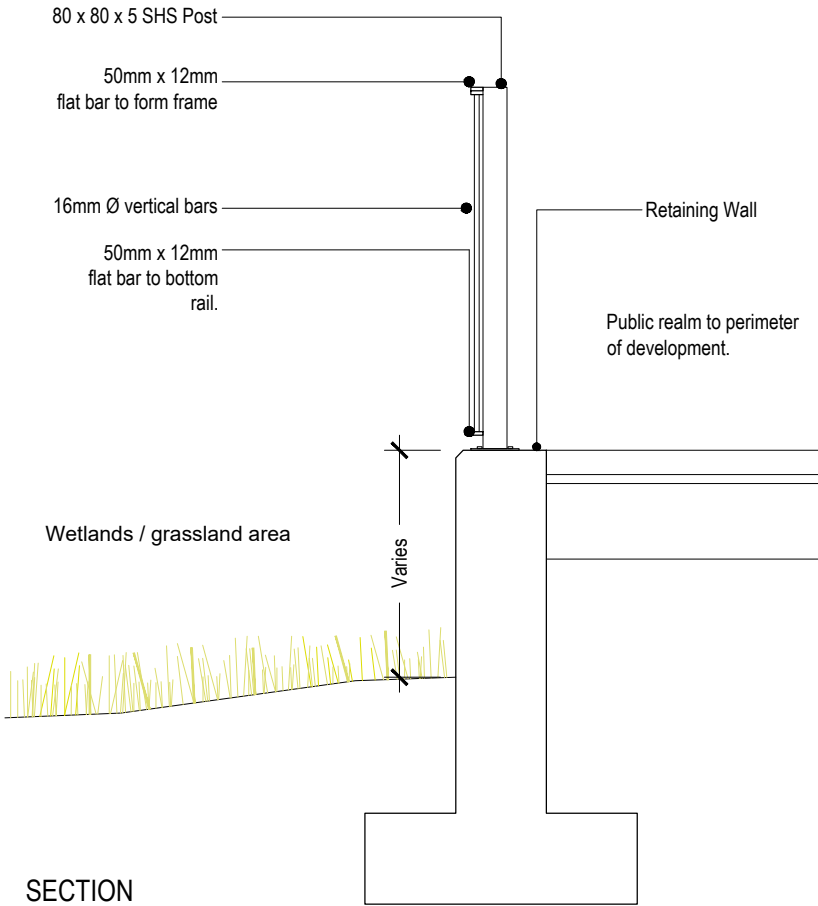 80 x 80 x 5 SHS Post
50mm x 12mm
flat bar to form frame
16mm Ø vertical bars
Retaining Wall
50mm x 12mm
flat bar to bottom
rail.
Public realm to perimeter
of development.
Wetlands / grassland area
Varies
SECTION